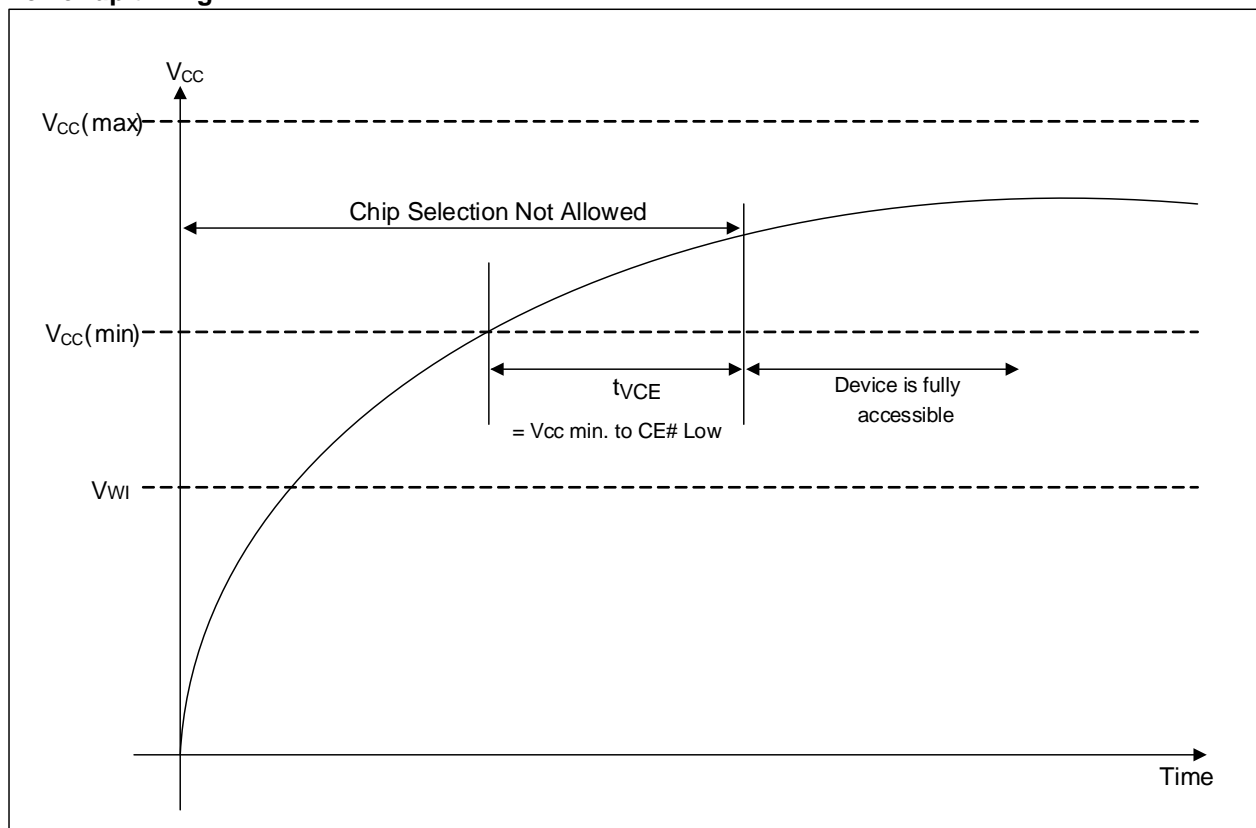 VCC
VCC(max)
Chip Selection Not Allowed
VCC(min)
tVCE
= Vcc min. to CE# Low
Device is fully
accessible
VWI
Time